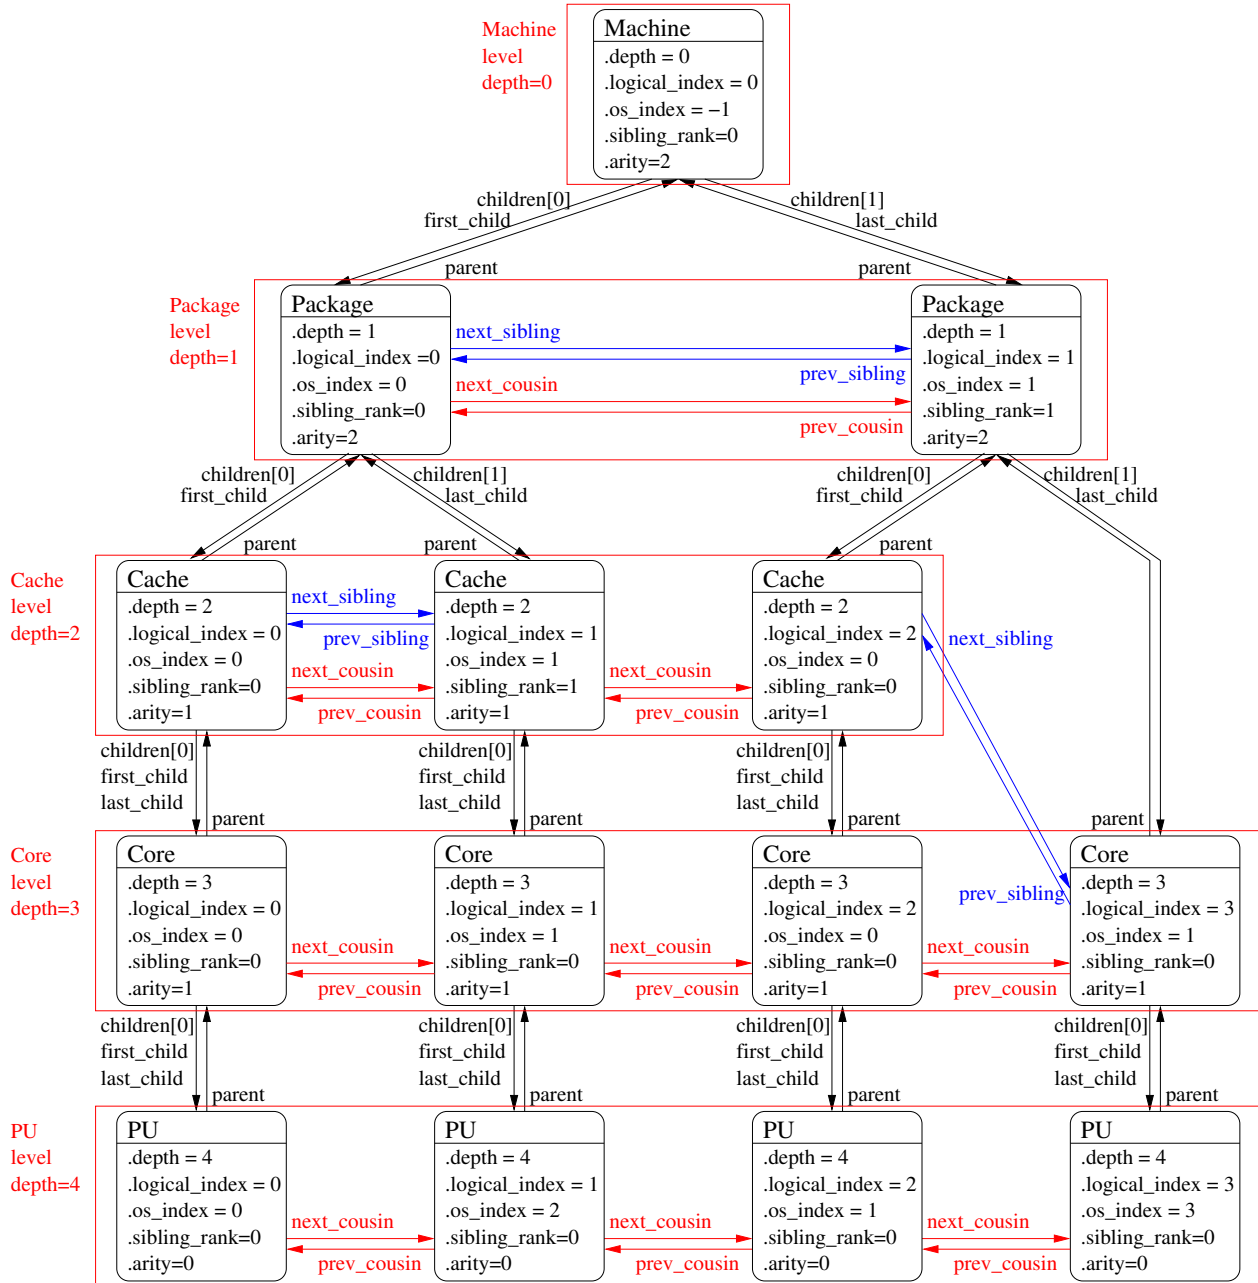 Machine
level
depth=0
Machine
.depth = 0
.logical_index = 0
.os_index = −1
.sibling_rank=0
.arity=2
children[0]
first_child
children[1]
last_child
parent
parent
Package
level
depth=1
Package
.depth = 1
.logical_index =0
.os_index = 0
.sibling_rank=0
.arity=2
next_sibling
prev_sibling
next_cousin
prev_cousin
Package
.depth = 1
.logical_index = 1
.os_index = 1
.sibling_rank=1
.arity=2
children[0]
first_child
children[1]
last_child
children[0]
first_child
children[1]
last_child
parent
parent
parent
Cache
level
depth=2
Cache
.depth = 2
.logical_index = 0
.os_index = 0
.sibling_rank=0
.arity=1
next_sibling
prev_sibling
next_cousin
prev_cousin
Cache
.depth = 2
.logical_index = 1
.os_index = 1
.sibling_rank=1
.arity=1
next_cousin
prev_cousin
Cache
.depth = 2
.logical_index = 2
.os_index = 0
.sibling_rank=0
.arity=1
next_sibling
children[0]
first_child
last_child
parent
children[0]
first_child
last_child
parent
children[0]
first_child
last_child
parent
parent
Core
level
depth=3
Core
.depth = 3
.logical_index = 0
.os_index = 0
.sibling_rank=0
.arity=1
next_cousin
prev_cousin
Core
.depth = 3
.logical_index = 1
.os_index = 1
.sibling_rank=0
.arity=1
next_cousin
prev_cousin
Core
.depth = 3
.logical_index = 2
.os_index = 0
.sibling_rank=0
.arity=1
prev_sibling
next_cousin
prev_cousin
Core
.depth = 3
.logical_index = 3
.os_index = 1
.sibling_rank=0
.arity=1
children[0]
first_child
last_child
parent
children[0]
first_child
last_child
parent
children[0]
first_child
last_child
parent
children[0]
first_child
last_child
parent
PU
level
depth=4
PU
.depth = 4
.logical_index = 0
.os_index = 0
.sibling_rank=0
.arity=0
next_cousin
prev_cousin
PU
.depth = 4
.logical_index = 1
.os_index = 2
.sibling_rank=0
.arity=0
next_cousin
prev_cousin
PU
.depth = 4
.logical_index = 2
.os_index = 1
.sibling_rank=0
.arity=0
next_cousin
prev_cousin
PU
.depth = 4
.logical_index = 3
.os_index = 3
.sibling_rank=0
.arity=0